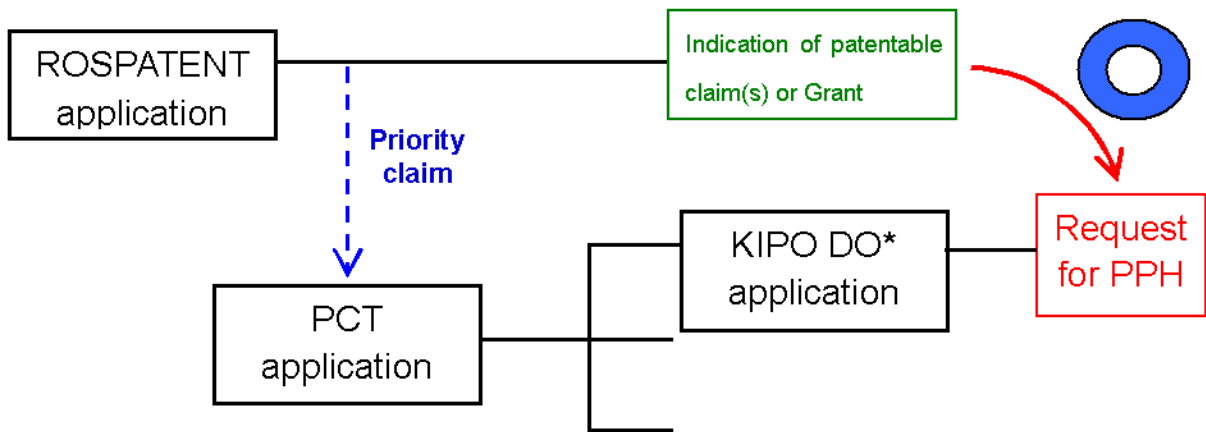 ROSPATENT
application
Indication of patentable
claim(s) or Grant
Priority
claim
KIPO DO*
application
Request
for PPH
PCT
application